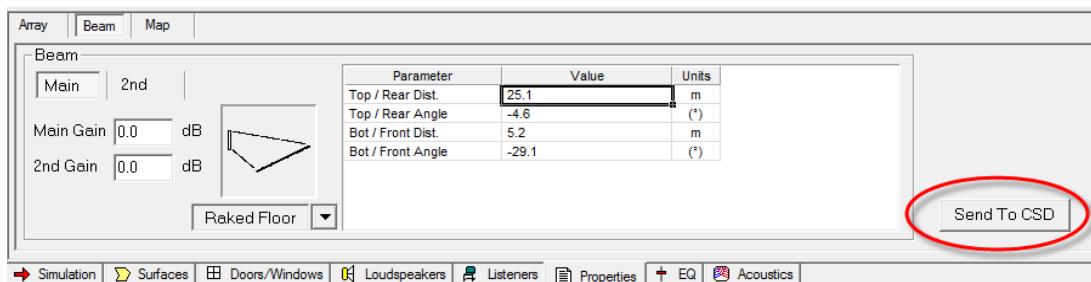 Array Beam Map
Beam
Main 2nd
Main Gain 0.0 dB
2nd Gain 0.0 dB
Raked Floor
Parameter Value Units
Top / Rear Dist. 25.1 m
Top / Rear Angle -4.6 (°)
Bot / Front Dist. 5.2 m
Bot / Front Angle -29.1 (°)
Send To CSD
Simulation Surfaces Doors/Windows Loudspeakers Listeners Properties EQ Acoustics